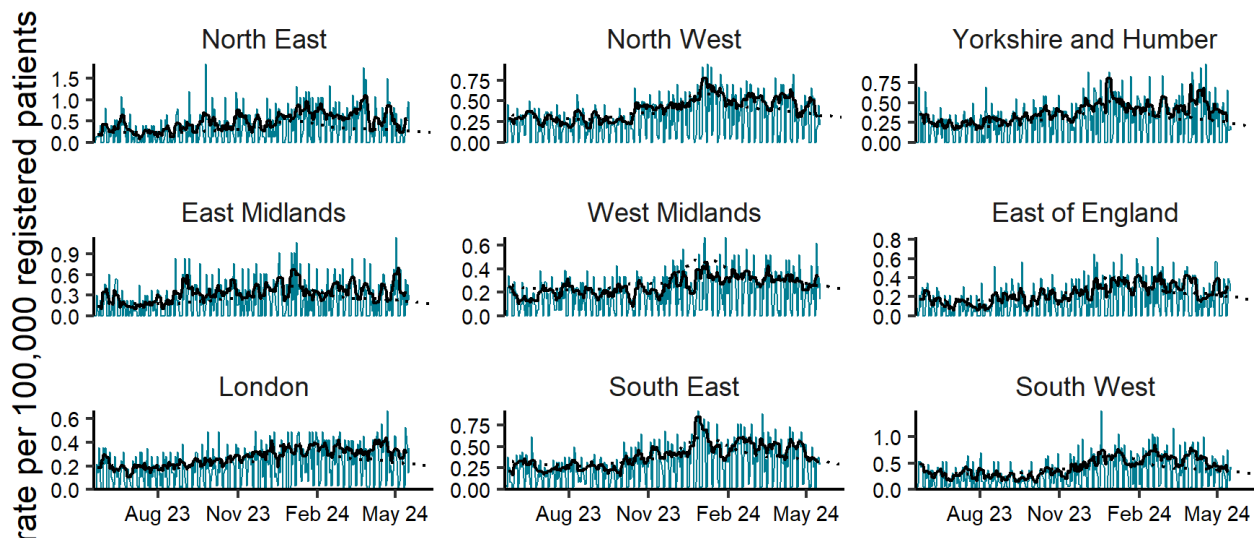 rate per 100,000 registered patients
North East
North West
Yorkshire and Humber
1.5
1.0
0.5
0.0
0.75
0.50
0.25
0.00
0.75
0.50
0.25
0.00
East Midlands
West Midlands
East of England
0.9
0.6
0.3
0.0
0.6
0.4
0.2
0.0
0.8
0.6
0.4
0.2
0.0
London
South East
South West
0.6
0.4
0.2
0.0
0.75
0.50
0.25
0.00
1.0
0.5
0.0
Aug 23 Nov 23 Feb 24 May 24
Aug 23 Nov 23 Feb 24 May 24
Aug 23 Nov 23 Feb 24 May 24